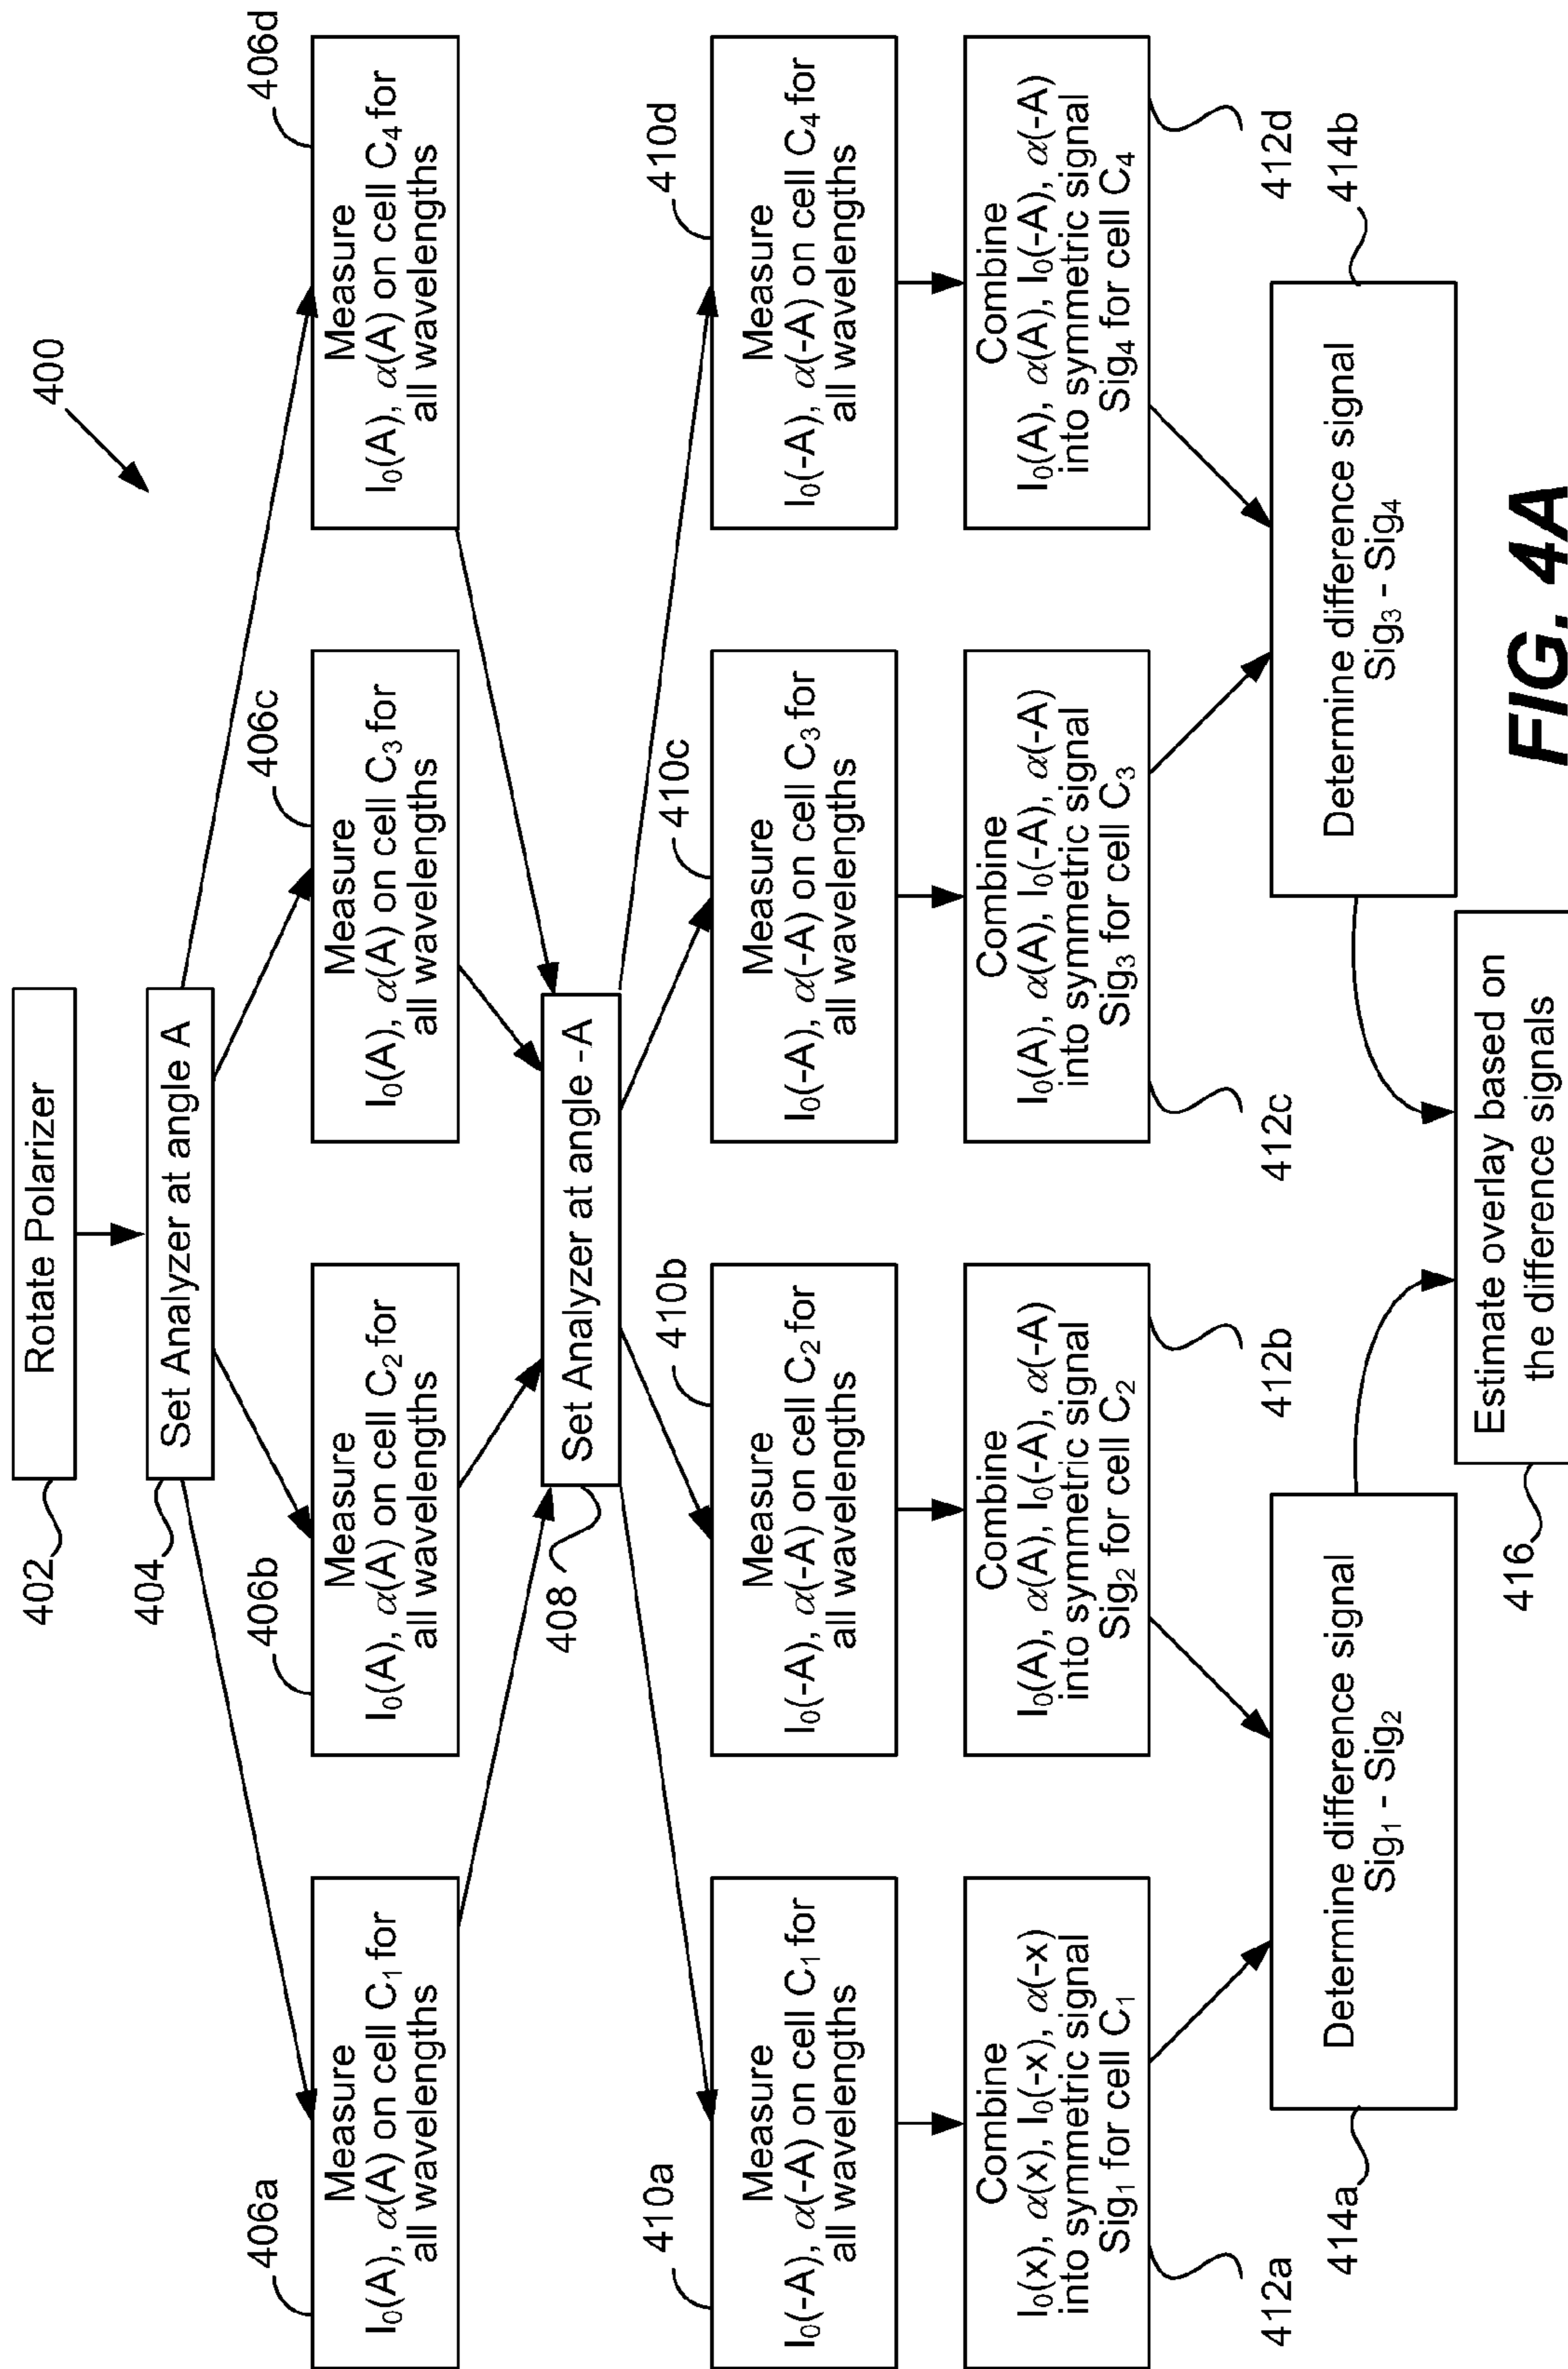 400
402
Rotate Polarizer
404
Set Analyzer at angle A
406a
Measure
I₀(A), α(A) on cell C₁ for
all wavelengths
406b
Measure
I₀(A), α(A) on cell C₂ for
all wavelengths
406c
Measure
I₀(A), α(A) on cell C₃ for
all wavelengths
406d
Measure
I₀(A), α(A) on cell C₄ for
all wavelengths
408
Set Analyzer at angle -A
410a
Measure
I₀(-A), α(-A) on cell C₁ for
all wavelengths
410b
Measure
I₀(-A), α(-A) on cell C₂ for
all wavelengths
410c
Measure
I₀(-A), α(-A) on cell C₃ for
all wavelengths
410d
Measure
I₀(-A), α(-A) on cell C₄ for
all wavelengths
Combine
I₀(x), α(x), I₀(-x), α(-x)
into symmetric signal
Sig₁ for cell C₁
412a
Combine
I₀(A), α(A), I₀(-A), α(-A)
into symmetric signal
Sig₂ for cell C₂
412b
Combine
I₀(A), α(A), I₀(-A), α(-A)
into symmetric signal
Sig₃ for cell C₃
412c
Combine
I₀(A), α(A), I₀(-A), α(-A)
into symmetric signal
Sig₄ for cell C₄
412d
414a
Determine difference signal
Sig₁ - Sig₂
414b
Determine difference signal
Sig₃ - Sig₄
416
Estimate overlay based on
the difference signals
FIG. 4A